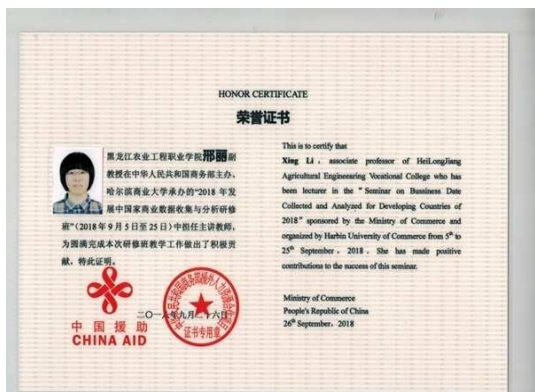 HONOR CERTIFICATE
荣誉证书
黑龙江农业工程职业学院邢丽副
教授在中华人民共和国商务部主办、
哈尔滨商业大学承办的“2018 年发
展中国家商业数据收集与分析研修
班”(2018 年 9 月 5 日至 25 日)中担任主讲教师,
为圆满完成本次研修班教学工作做出了积极贡
献,特此证明。
中国援助
CHINA AID
二〇一八年九月二十六日
证书专用章
This is to certify that
Xing Li , associate professor of HeiLongJiang
Agricultural Engineering Vocational College who has
been lecturer in the "Seminar on Bussiness Date
Collected and Analyzed for Developing Countries of
2018" sponsored by the Ministry of Commerce and
organized by Harbin University of Commerce from 5th to
25th September, 2018. She has made positive
contributions to the success of this seminar.
Ministry of Commerce
People's Republic of China
26th September, 2018